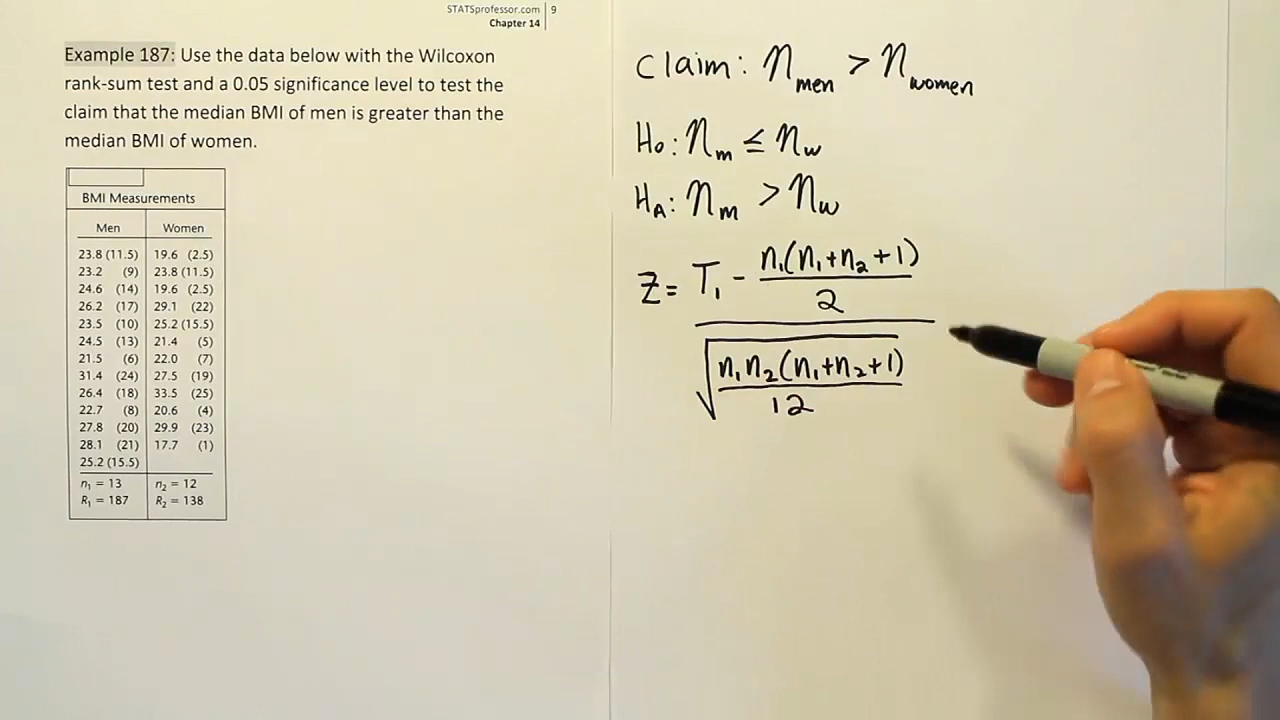 STATSprofessor.com 9
Chapter 14
Example 187: Use the data below with the Wilcoxon
rank-sum test and a 0.05 significance level to test the
claim that the median BMI of men is greater than the
median BMI of women.
BMI Measurements
Men Women
23.8 (11.5) 19.6 (2.5)
23.2 (9) 23.8 (11.5)
24.6 (14) 19.6 (2.5)
26.2 (17) 29.1 (22)
23.5 (10) 25.2 (15.5)
24.5 (13) 21.4 (5)
21.5 (6) 22.0 (7)
31.4 (24) 27.5 (19)
26.4 (18) 33.5 (25)
22.7 (8) 20.6 (4)
27.8 (20) 29.9 (23)
28.1 (21) 17.7 (1)
25.2 (15.5)
n₁ = 13 n₂ = 12
R₁ = 187 R₂ = 138
Claim: η men > η women
H₀: η m ≤ η w
H_A: η m > η w
Z = T₁ - n₁(n₁+n₂+1)
2
√ n₁n₂(n₁+n₂+1)
12